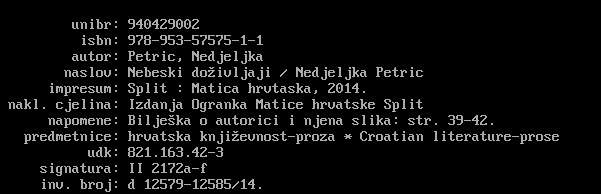 unibr: 940429002
isbn: 978-953-57575-1-1
autor: Petric, Nedjeljka
naslov: Nebeski doživljaji / Nedjeljka Petric
impresum: Split : Matica hrvtaska, 2014.
nakl. cjelina: Izdanja Ogranka Matice hrvatske Split
napomene: Bilješka o autorici i njena slika: str. 39-42.
predmetnice: hrvatska književnost-proza * Croatian literature-prose
udk: 821.163.42-3
signatura: II 2172a-f
inv. broj: d 12579-12585/14.